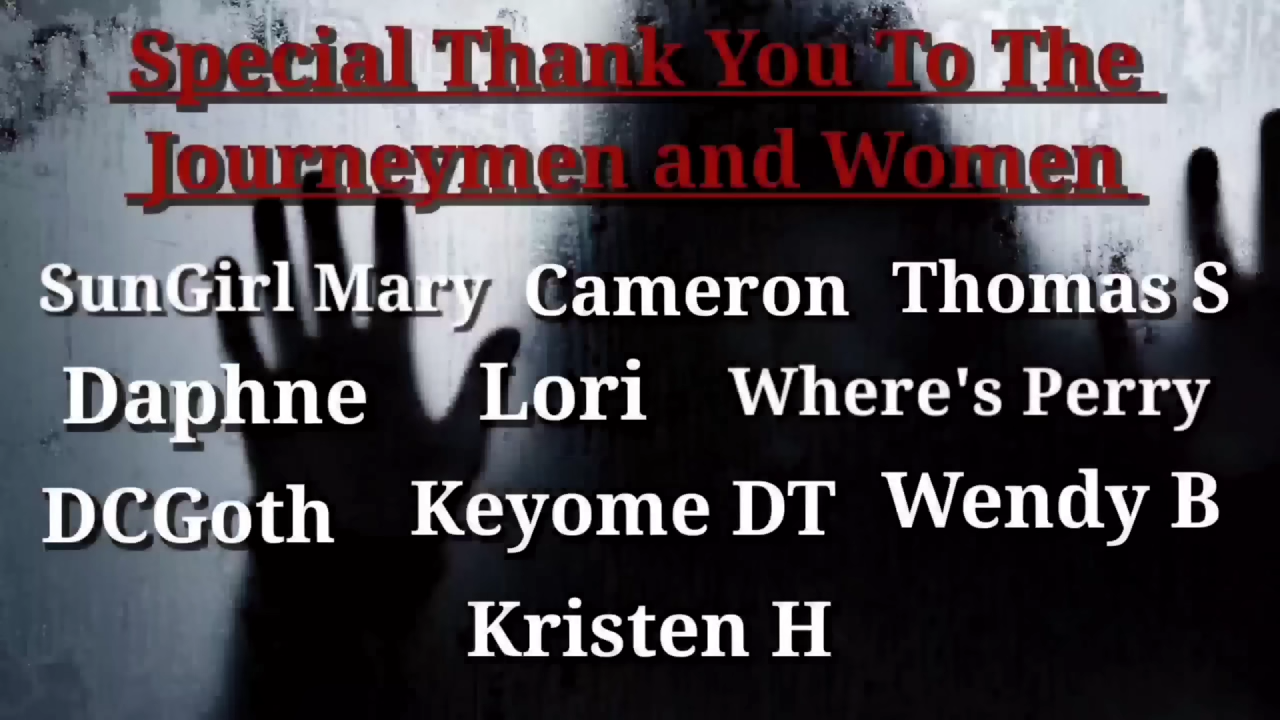 Special Thank You To The
Journeymen and Women
SunGirl Mary Cameron Thomas S
Daphne Lori Where's Perry
DCGoth Keyome DT Wendy B
Kristen H